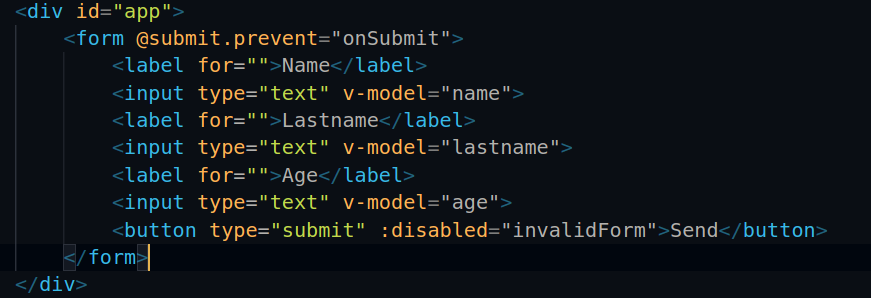 <div id="app">
<form @submit.prevent="onSubmit">
<label for="">Name</label>
<input type="text" v-model="name">
<label for="">Lastname</label>
<input type="text" v-model="lastname">
<label for="">Age</label>
<input type="text" v-model="age">
<button type="submit" :disabled="invalidForm">Send</button>
</form>
</div>